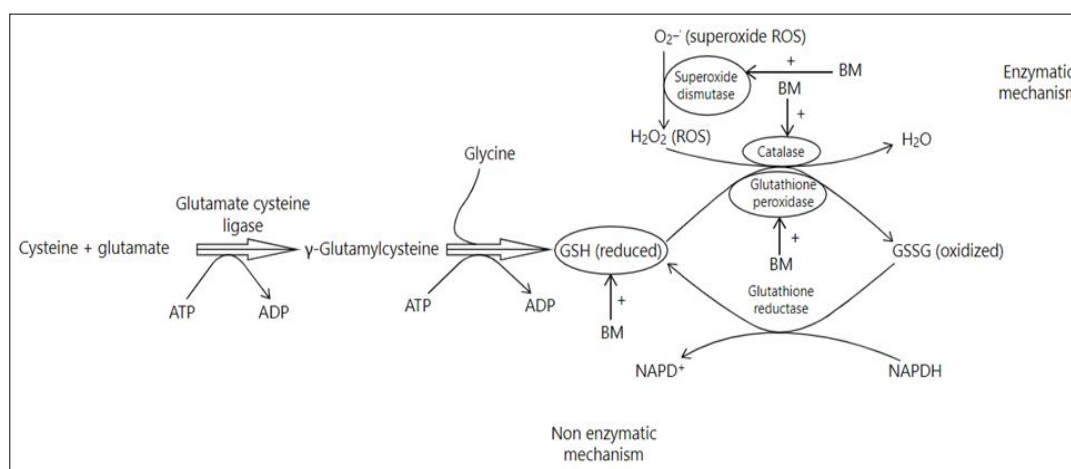 O₂⁻˙ (superoxide ROS)
+
BM
Superoxide
dismutase
BM
+
Enzymatic
mechanism
H₂O₂ (ROS)
Catalase
H₂O
Glycine
Glutathione
peroxidase
Glutamate cysteine
ligase
+
Cysteine + glutamate
γ-Glutamylcysteine
GSH (reduced)
GSSG (oxidized)
BM
+
Glutathione
reductase
ATP
ADP
ATP
ADP
BM
NAPD⁺
NAPDH
Non enzymatic
mechanism